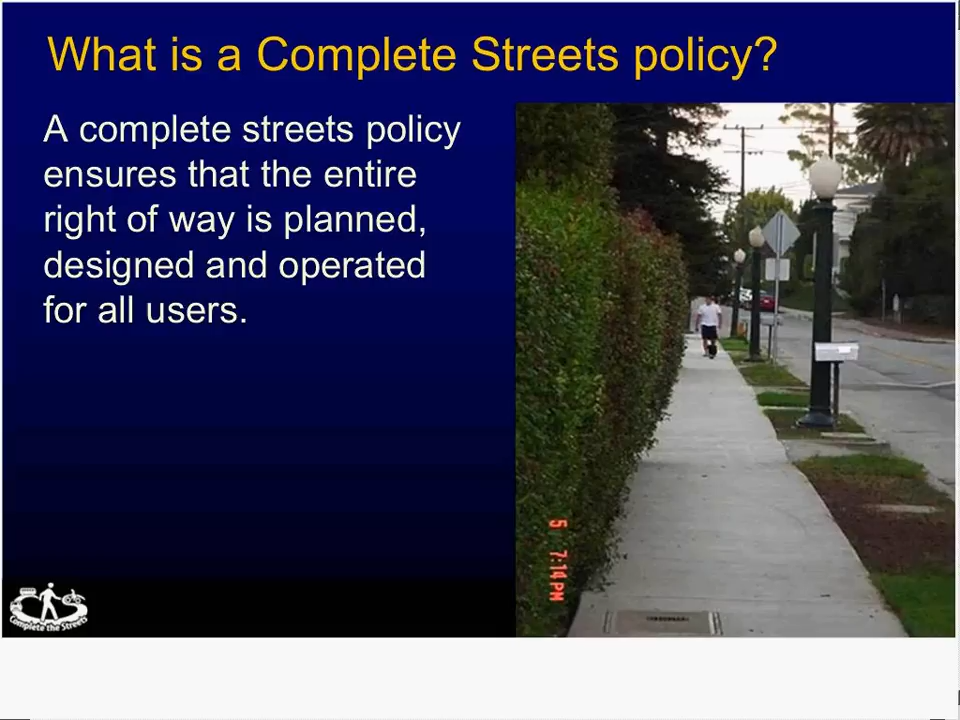 What is a Complete Streets policy?
A complete streets policy
ensures that the entire
right of way is planned,
designed and operated
for all users.
5 7:14PM
Complete the Streets